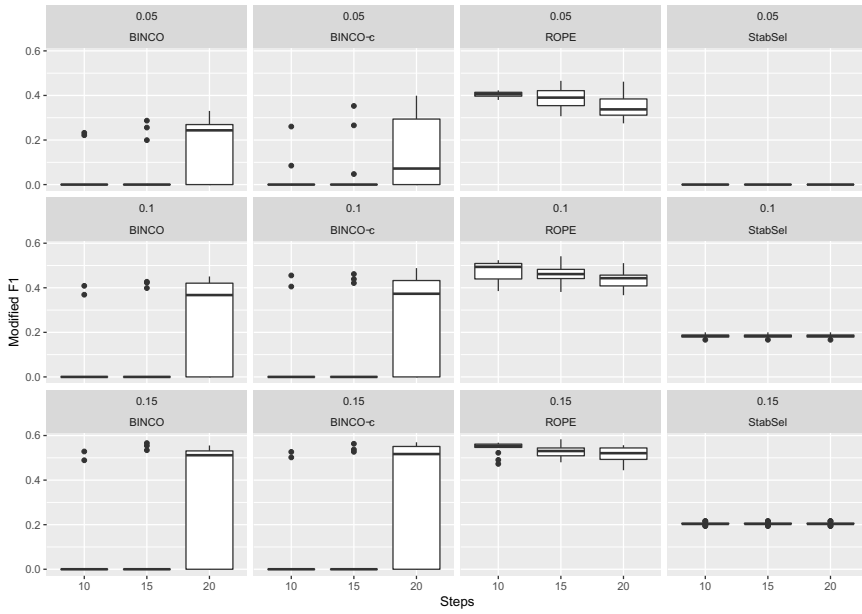 0.05 0.05 0.05 0.05
BINCO BINCO-c ROPE StabSel
0.6
0.4
0.2
0.0
0.1 0.1 0.1 0.1
BINCO BINCO-c ROPE StabSel
0.6
0.4
0.2
0.0
Modified F1
0.15 0.15 0.15 0.15
BINCO BINCO-c ROPE StabSel
0.6
0.4
0.2
0.0
10 15 20 10 15 20 10 15 20 10 15 20
Steps